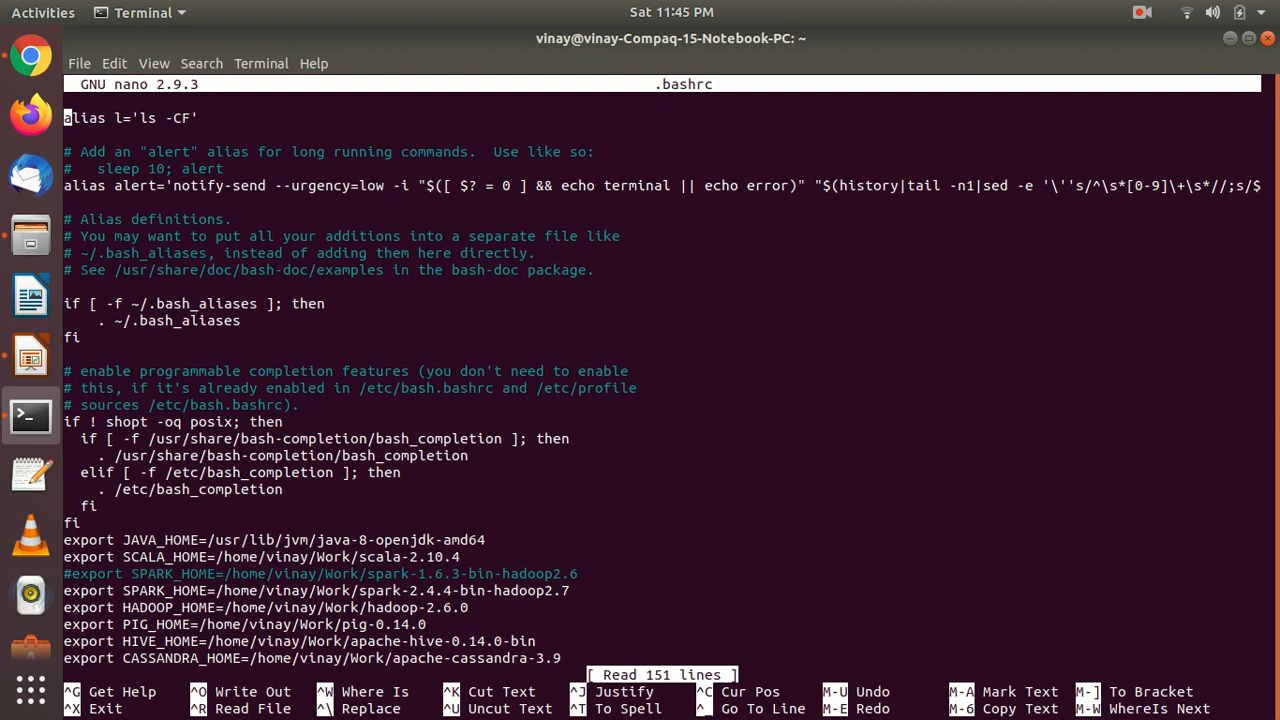 Activities Terminal Sat 11:45 PM
vinay@vinay-Compaq-15-Notebook-PC: ~
File Edit View Search Terminal Help
GNU nano 2.9.3 .bashrc
alias l='ls -CF'
# Add an "alert" alias for long running commands.  Use like so:
#   sleep 10; alert
alias alert='notify-send --urgency=low -i "$([ $? = 0 ] && echo terminal || echo error)" "$(history|tail -n1|sed -e '\''s/^\s*[0-9]\+\s*//;s/$
# Alias definitions.
# You may want to put all your additions into a separate file like
# ~/.bash_aliases, instead of adding them here directly.
# See /usr/share/doc/bash-doc/examples in the bash-doc package.
if [ -f ~/.bash_aliases ]; then
    . ~/.bash_aliases
fi
# enable programmable completion features (you don't need to enable
# this, if it's already enabled in /etc/bash.bashrc and /etc/profile
# sources /etc/bash.bashrc).
if ! shopt -oq posix; then
  if [ -f /usr/share/bash-completion/bash_completion ]; then
    . /usr/share/bash-completion/bash_completion
  elif [ -f /etc/bash_completion ]; then
    . /etc/bash_completion
  fi
fi
export JAVA_HOME=/usr/lib/jvm/java-8-openjdk-amd64
export SCALA_HOME=/home/vinay/Work/scala-2.10.4
#export SPARK_HOME=/home/vinay/Work/spark-1.6.3-bin-hadoop2.6
export SPARK_HOME=/home/vinay/Work/spark-2.4.4-bin-hadoop2.7
export HADOOP_HOME=/home/vinay/Work/hadoop-2.6.0
export PIG_HOME=/home/vinay/Work/pig-0.14.0
export HIVE_HOME=/home/vinay/Work/apache-hive-0.14.0-bin
export CASSANDRA_HOME=/home/vinay/Work/apache-cassandra-3.9
[ Read 151 lines ]
^G Get Help ^O Write Out ^W Where Is ^K Cut Text ^J Justify ^C Cur Pos M-U Undo M-A Mark Text M-] To Bracket
^X Exit ^R Read File ^\ Replace ^U Uncut Text ^T To Spell ^_ Go To Line M-E Redo M-6 Copy Text M-W WhereIs Next